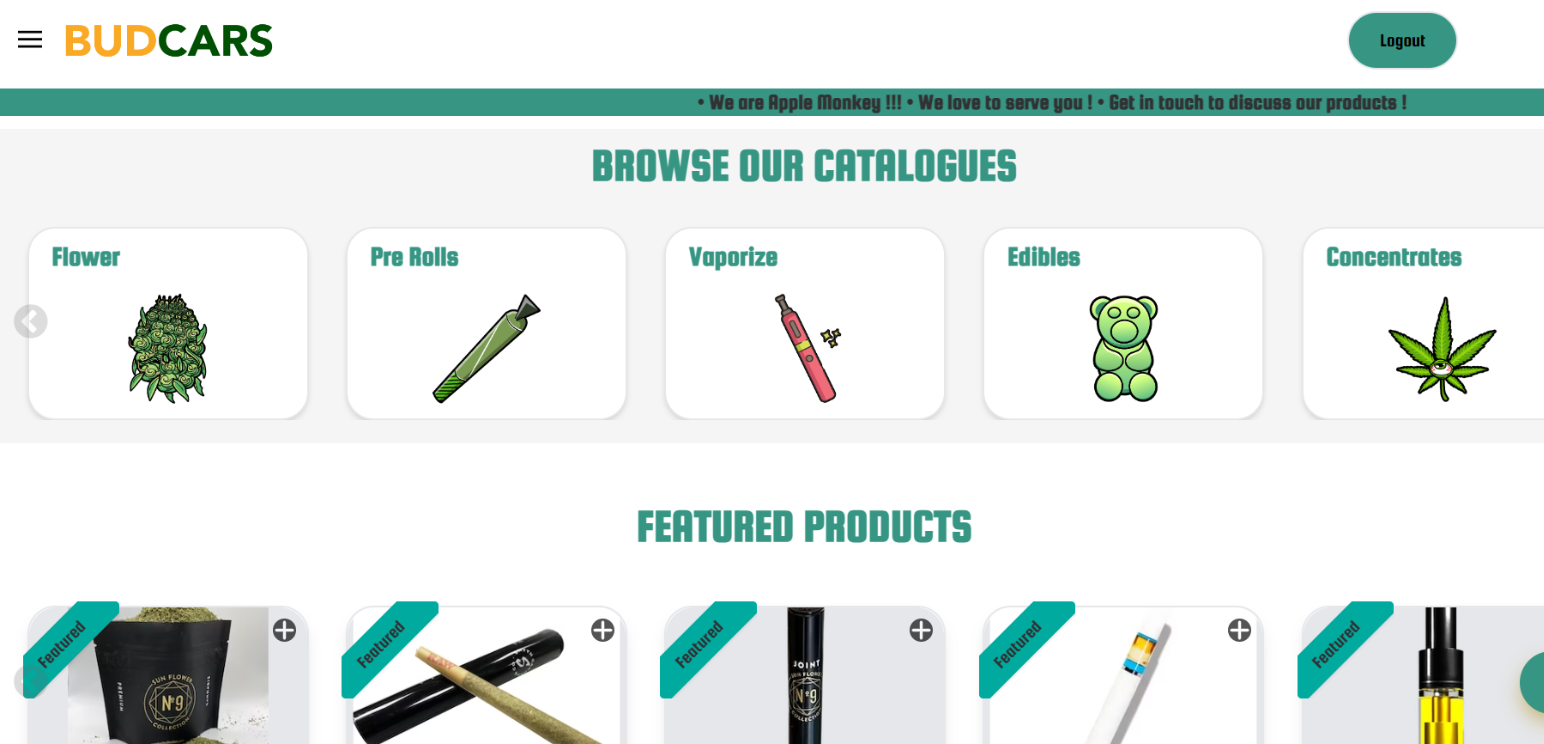 BUDCARS
Logout
• We are Apple Monkey !!! • We love to serve you ! • Get in touch to discuss our products !
BROWSE OUR CATALOGUES
Flower
Pre Rolls
Vaporize
Edibles
Concentrates
FEATURED PRODUCTS
Featured
Featured
Featured
Featured
Featured
SUN FLOWER
Nº9
COLLECTION
PREMIUM
RAW
JOINT
SUN FLOWER
Nº9
COLLECTION